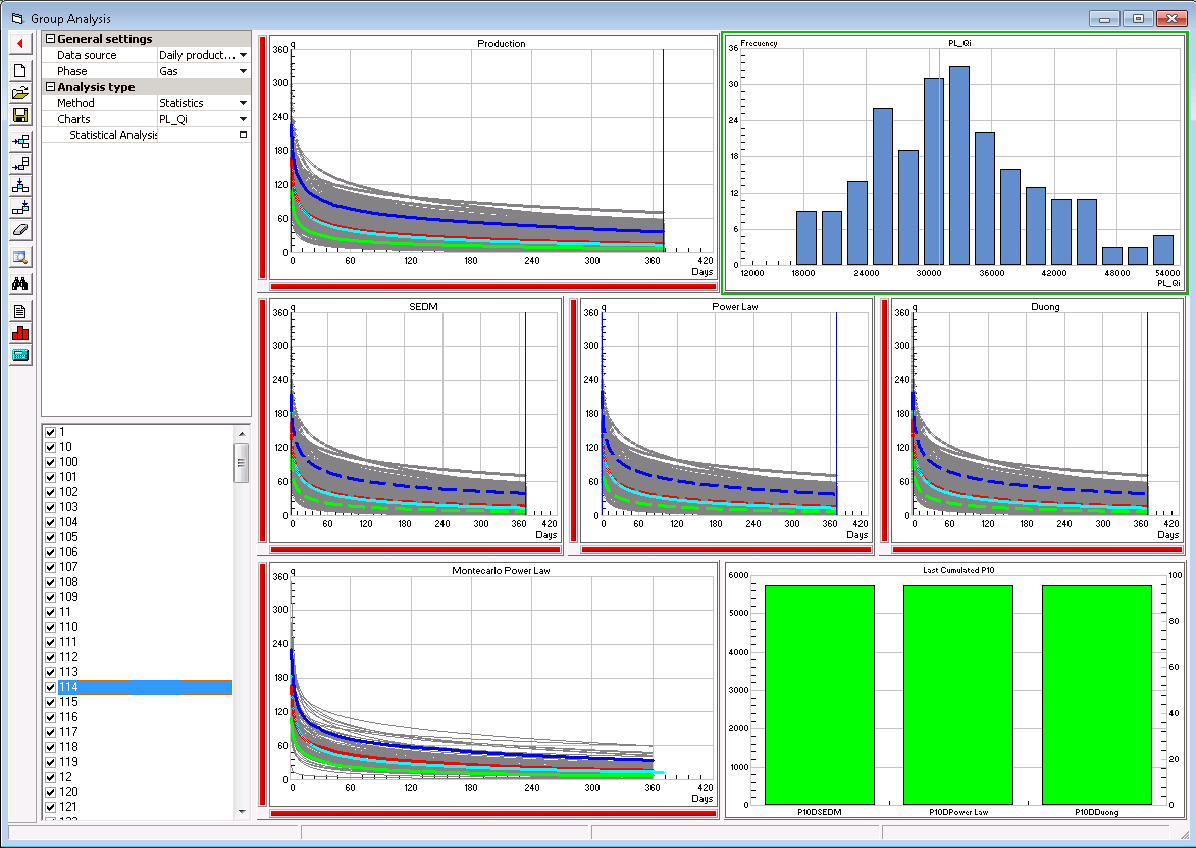 Group Analysis
General settings
Data source Daily product...
Phase Gas
Analysis type
Method Statistics
Charts PL_Qi
Statistical Analysis
1
10
100
101
102
103
104
105
106
107
108
109
11
110
111
112
113
114
115
116
117
118
119
12
120
121
Production
q
360
300
240
180
120
60
0
0 60 120 180 240 300 360 420
Days
Frecuency
PL_Qi
36
30
24
18
12
6
0
12000 18000 24000 30000 36000 42000 48000 54000
PL_Qi
SEDM
q
360
300
240
180
120
60
0
0 60 120 180 240 300 360 420
Days
Power Law
q
360
300
240
180
120
60
0
0 60 120 180 240 300 360 420
Days
Duong
q
360
300
240
180
120
60
0
0 60 120 180 240 300 360 420
Days
Montecarlo Power Law
q
360
300
240
180
120
60
0
0 60 120 180 240 300 360 420
Days
Last Cumulated P10
6000 100
5000 80
4000 60
3000 40
2000 20
1000 0
0
P10DSEDM P10DPower Law P10DDuong